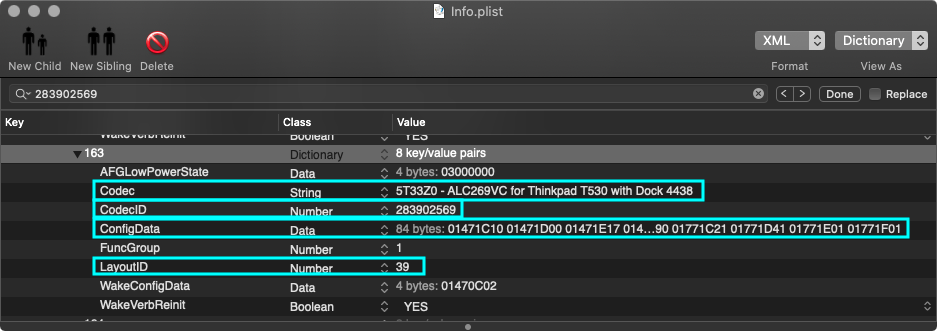 Info.plist
New Child New Sibling Delete XML Dictionary
Format View As
283902569 < > Done Replace
Key Class Value
WakeVerbReinit Boolean YES
163 Dictionary 8 key/value pairs
AFGLowPowerState Data 4 bytes: 03000000
Codec String 5T33Z0 - ALC269VC for Thinkpad T530 with Dock 4438
CodecID Number 283902569
ConfigData Data 84 bytes: 01471C10 01471D00 01471E17 014...90 01771C21 01771D41 01771E01 01771F01
FuncGroup Number 1
LayoutID Number 39
WakeConfigData Data 4 bytes: 01470C02
WakeVerbReinit Boolean YES